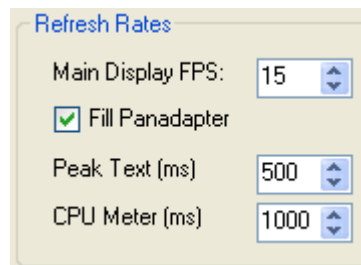 Refresh Rates
Main Display FPS: 15
Fill Panadapter
Peak Text (ms) 500
CPU Meter (ms) 1000